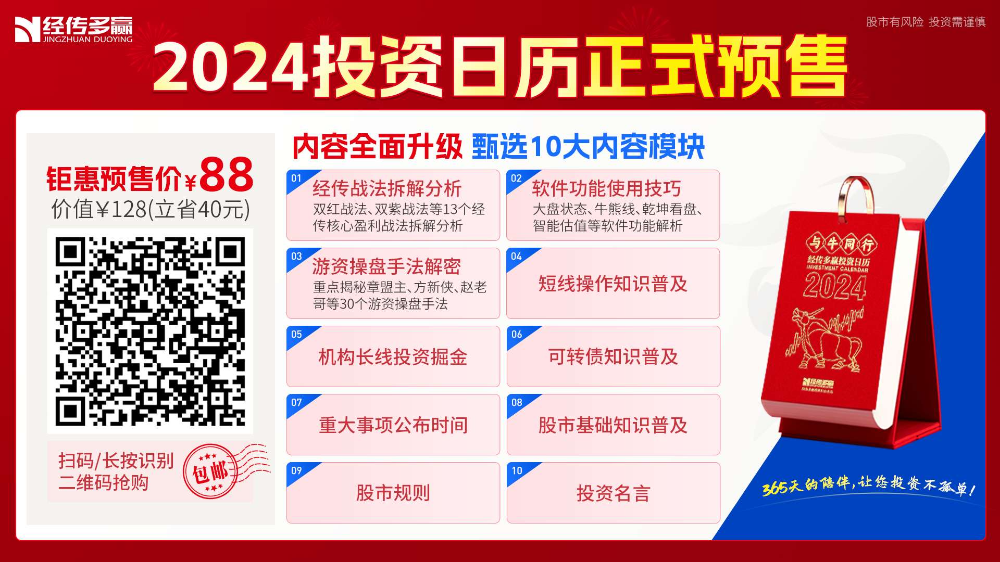 经传多赢
JINGZHUAN DUOYING
股市有风险 投资需谨慎
2024投资日历正式预售
钜惠预售价¥88
价值¥128(立省40元)
扫码/长按识别
二维码抢购
包邮
内容全面升级 甄选10大内容模块
01
经传战法拆解分析
双红战法、双紫战法等13个经
传核心盈利战法拆解分析
02
软件功能使用技巧
大盘状态、牛熊线、乾坤看盘、
智能估值等软件功能解析
03
游资操盘手法解密
重点揭秘章盟主、方新侠、赵老
哥等30个游资操盘手法
04
短线操作知识普及
05
机构长线投资掘金
06
可转债知识普及
07
重大事项公布时间
08
股市基础知识普及
09
股市规则
10
投资名言
与牛同行
经传多赢投资日历
INVESTMENT CALENDAR
2024
经传多赢
365天的陪伴,让您投资不孤单!